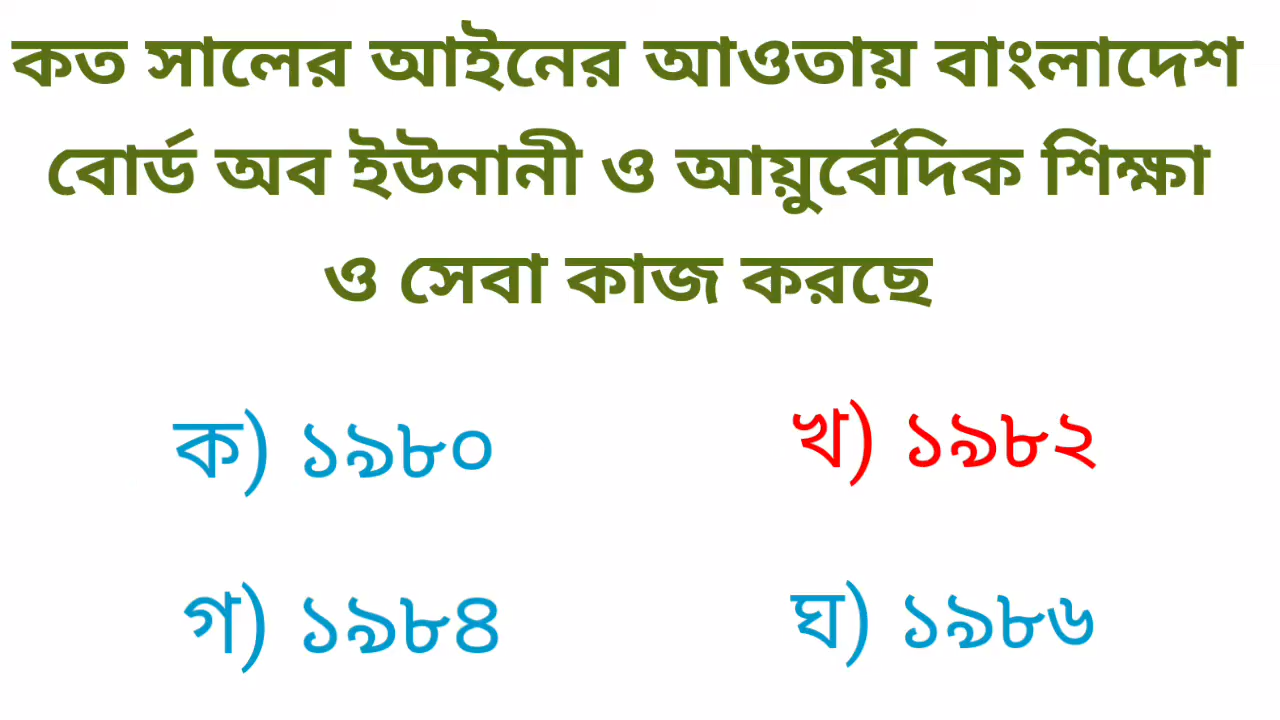 কত সালের আইনের আওতায় বাংলাদেশ
বোর্ড অব ইউনানী ও আয়ুর্বেদিক শিক্ষা
ও সেবা কাজ করছে
ক) ১৯৮০
খ) ১৯৮২
গ) ১৯৮৪
ঘ) ১৯৮৬